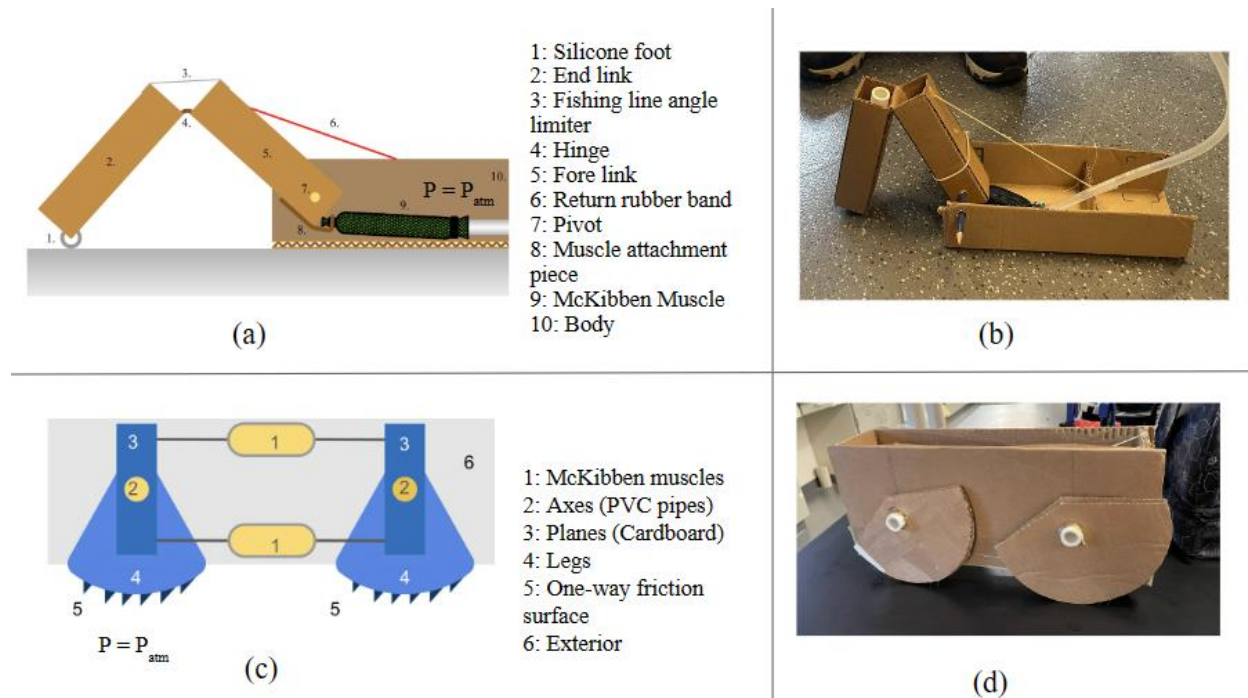 3.
4.
2.
5.
6.
7.
8.
9.
10.
1.
P = Patm
(a)
1: Silicone foot
2: End link
3: Fishing line angle
limiter
4: Hinge
5: Fore link
6: Return rubber band
7: Pivot
8: Muscle attachment
piece
9: McKibben Muscle
10: Body
(b)
3
1
3
2
2
6
1
4
4
5
5
P = Patm
(c)
1: McKibben muscles
2: Axes (PVC pipes)
3: Planes (Cardboard)
4: Legs
5: One-way friction
surface
6: Exterior
(d)